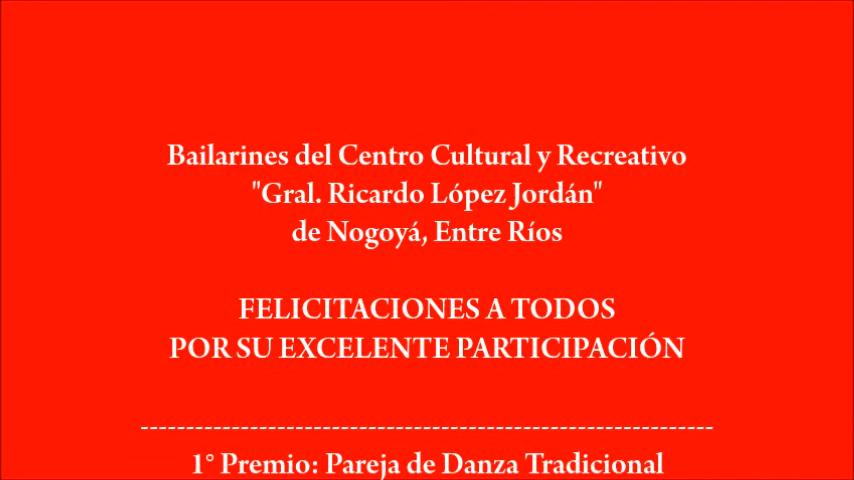 Bailarines del Centro Cultural y Recreativo
"Gral. Ricardo López Jordán"
de Nogoyá, Entre Ríos
FELICITACIONES A TODOS
POR SU EXCELENTE PARTICIPACIÓN
----------------------------------------------------------------
1° Premio: Pareja de Danza Tradicional